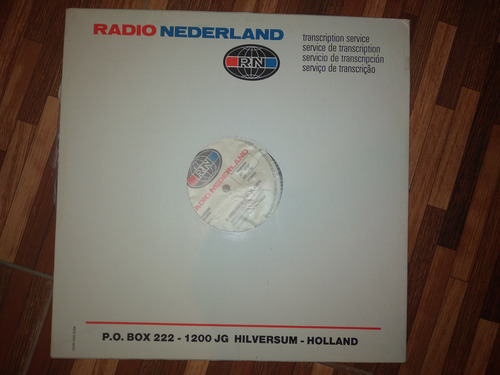 RADIO NEDERLAND
RN
transcription service
service de transcription
servicio de transcripción
serviço de transcrição
RN
RADIO NEDERLAND
P.O. BOX 222 - 1200 JG HILVERSUM - HOLLAND